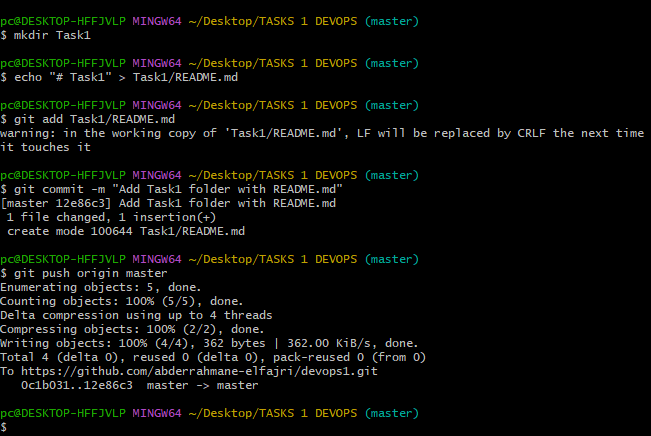 pc@DESKTOP-HFFJVLP MINGW64 ~/Desktop/TASKS 1 DEVOPS (master)
$ mkdir Task1
pc@DESKTOP-HFFJVLP MINGW64 ~/Desktop/TASKS 1 DEVOPS (master)
$ echo "# Task1" > Task1/README.md
pc@DESKTOP-HFFJVLP MINGW64 ~/Desktop/TASKS 1 DEVOPS (master)
$ git add Task1/README.md
warning: in the working copy of 'Task1/README.md', LF will be replaced by CRLF the next time
it touches it
pc@DESKTOP-HFFJVLP MINGW64 ~/Desktop/TASKS 1 DEVOPS (master)
$ git commit -m "Add Task1 folder with README.md"
[master 12e86c3] Add Task1 folder with README.md
 1 file changed, 1 insertion(+)
 create mode 100644 Task1/README.md
pc@DESKTOP-HFFJVLP MINGW64 ~/Desktop/TASKS 1 DEVOPS (master)
$ git push origin master
Enumerating objects: 5, done.
Counting objects: 100% (5/5), done.
Delta compression using up to 4 threads
Compressing objects: 100% (2/2), done.
Writing objects: 100% (4/4), 362 bytes | 362.00 KiB/s, done.
Total 4 (delta 0), reused 0 (delta 0), pack-reused 0 (from 0)
To https://github.com/abderrahmane-elfajri/devops1.git
   0c1b031..12e86c3  master -> master
pc@DESKTOP-HFFJVLP MINGW64 ~/Desktop/TASKS 1 DEVOPS (master)
$